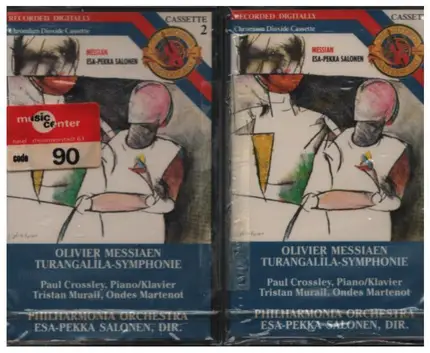 RECORDED DIGITALLY
CASSETTE
2
Chromium Dioxide Cassette
MESSIAEN
ESA-PEKKA SALONEN
music
center
code 90
OLIVIER MESSIAEN
TURANGALILA-SYMPHONIE
Paul Crossley, Piano/Klavier
Tristan Murail, Ondes Martenot
PHILHARMONIA ORCHESTRA
ESA-PEKKA SALONEN, DIR.
RECORDED DIGITALLY
CASSET
Chromium Dioxide Cassette
MESSIAEN
ESA-PEKKA SALONEN
OLIVIER MESSIAEN
TURANGALILA-SYMPHONIE
Paul Crossley, Piano/Klavier
Tristan Murail, Ondes Martenot
PHILHARMONIA ORCHESTRA
ESA-PEKKA SALONEN, DIR.